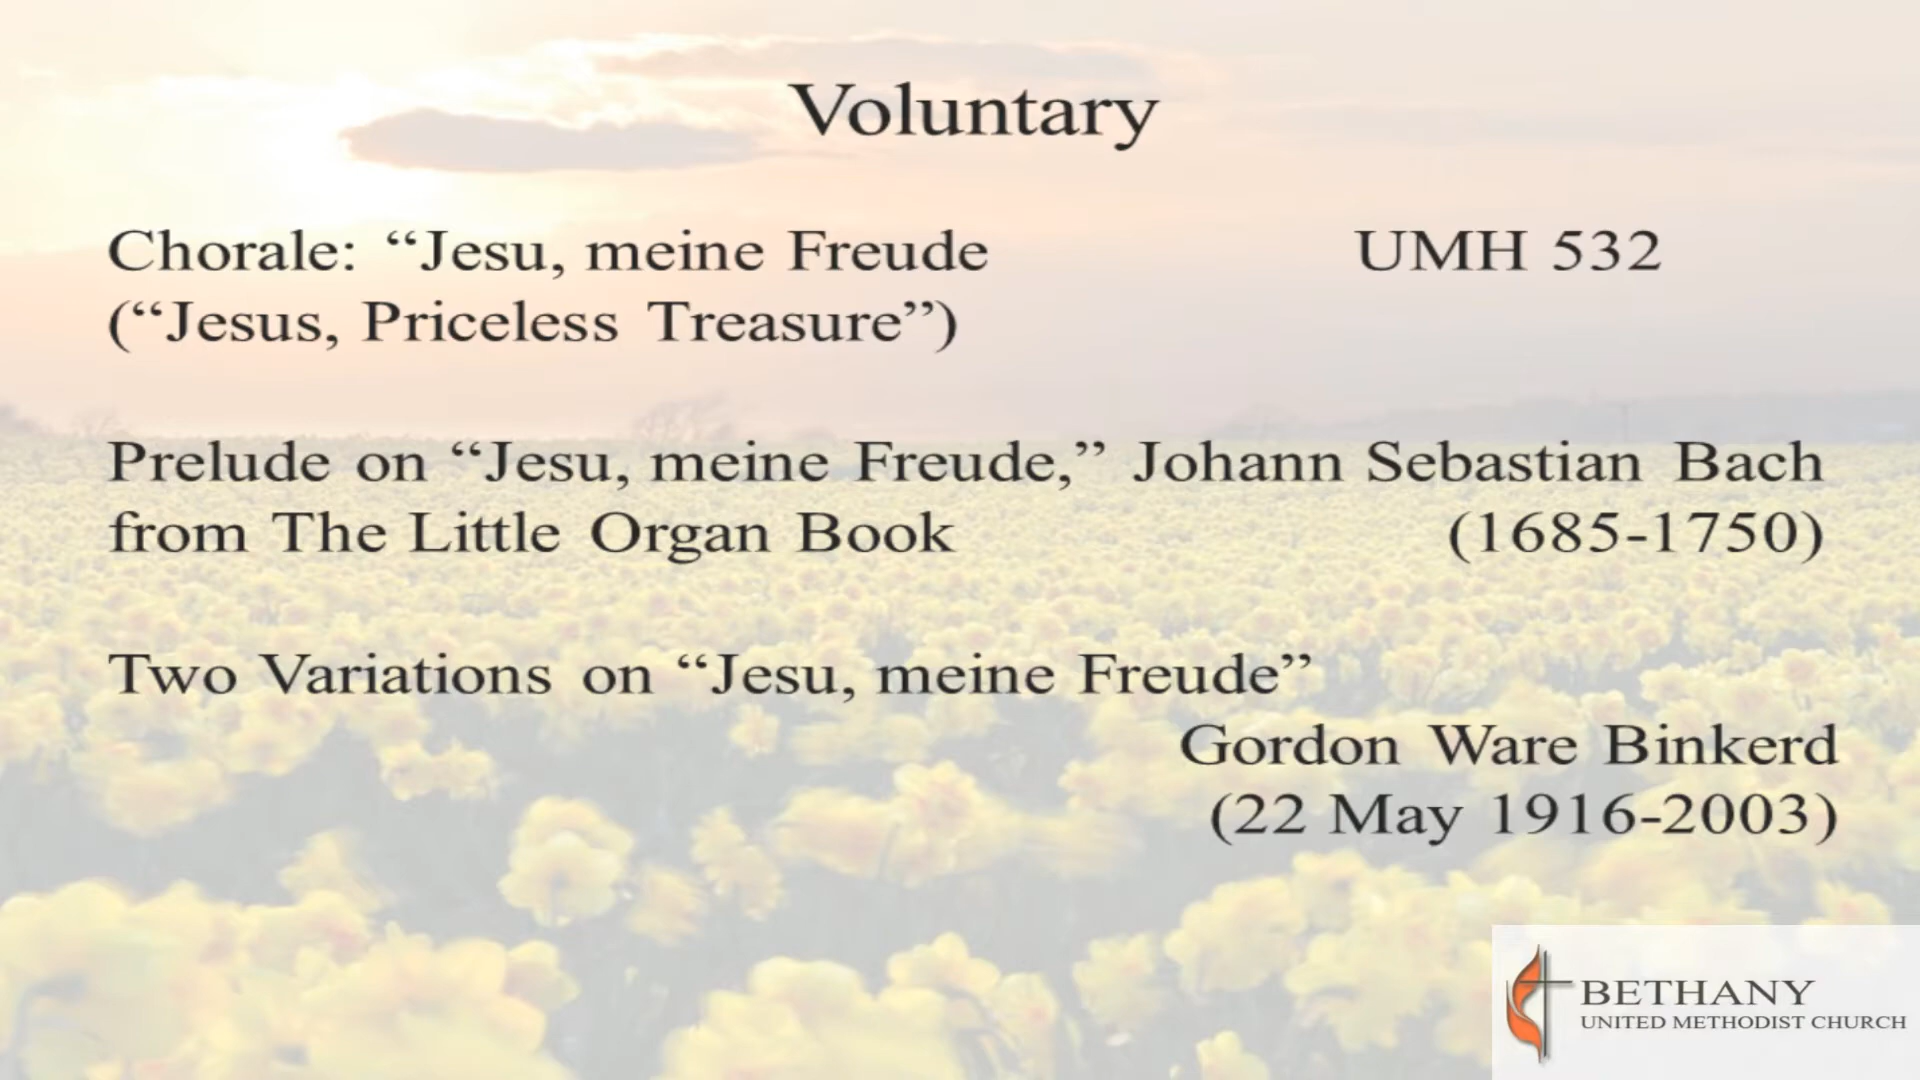 Voluntary
Chorale: “Jesu, meine Freude UMH 532
(“Jesus, Priceless Treasure”)
Prelude on “Jesu, meine Freude,” Johann Sebastian Bach
from The Little Organ Book (1685-1750)
Two Variations on “Jesu, meine Freude”
Gordon Ware Binkerd
(22 May 1916-2003)
BETHANY
UNITED METHODIST CHURCH